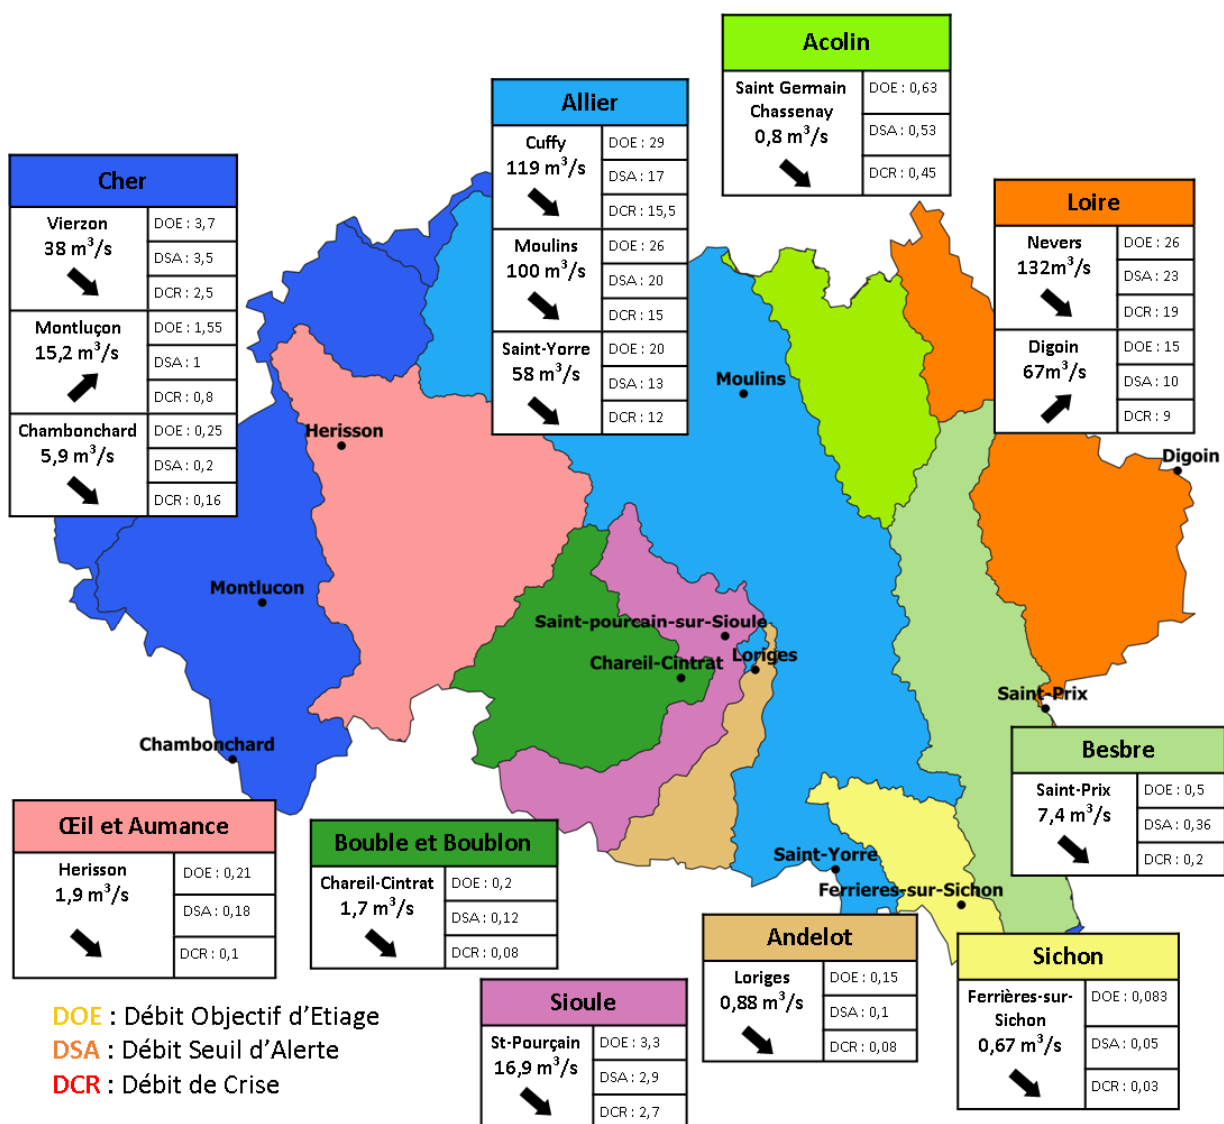 Acolin
Saint Germain
Chassenay
0,8 m³/s
DOE : 0,63
DSA : 0,53
DCR : 0,45
Allier
Cuffy
119 m³/s
DOE : 29
DSA : 17
DCR : 15,5
Moulins
100 m³/s
DOE : 26
DSA : 20
DCR : 15
Saint-Yorre
58 m³/s
DOE : 20
DSA : 13
DCR : 12
Cher
Vierzon
38 m³/s
DOE : 3,7
DSA : 3,5
DCR : 2,5
Montluçon
15,2 m³/s
DOE : 1,55
DSA : 1
DCR : 0,8
Chambonchard
5,9 m³/s
DOE : 0,25
DSA : 0,2
DCR : 0,16
Loire
Nevers
132m³/s
DOE : 26
DSA : 23
DCR : 19
Digoin
67m³/s
DOE : 15
DSA : 10
DCR : 9
Moulins
Herisson
Digoin
Montlucon
Saint-pourcain-sur-Sioule
Chareil-Cintrat
Loriges
Saint-Prix
Chambonchard
Saint-Yorre
Ferrieres-sur-Sichon
Besbre
Saint-Prix
7,4 m³/s
DOE : 0,5
DSA : 0,36
DCR : 0,2
Œil et Aumance
Herisson
1,9 m³/s
DOE : 0,21
DSA : 0,18
DCR : 0,1
Bouble et Boublon
Chareil-Cintrat
1,7 m³/s
DOE : 0,2
DSA : 0,12
DCR : 0,08
Andelot
Loriges
0,88 m³/s
DOE : 0,15
DSA : 0,1
DCR : 0,08
Sichon
Ferrières-sur-
Sichon
0,67 m³/s
DOE : 0,083
DSA : 0,05
DCR : 0,03
Sioule
St-Pourçain
16,9 m³/s
DOE : 3,3
DSA : 2,9
DCR : 2,7
DOE : Débit Objectif d’Etiage
DSA : Débit Seuil d’Alerte
DCR : Débit de Crise